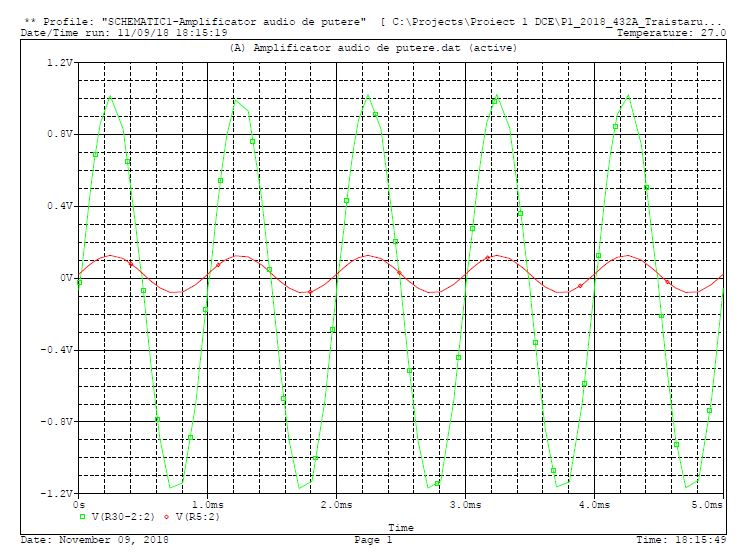 ** Profile: "SCHEMATIC1-Amplificator audio de putere" [ C:\Projects\Proiect 1 DCE\P1_2018_432A_Traistaru...
Date/Time run: 11/09/18 18:15:19 Temperature: 27.0
(A) Amplificator audio de putere.dat (active)
1.2V
0.8V
0.4V
0V
-0.4V
-0.8V
-1.2V
0s 1.0ms 2.0ms 3.0ms 4.0ms 5.0ms
V(R30-2:2) V(R5:2)
Time
Date: November 09, 2018 Page 1 Time: 18:15:49